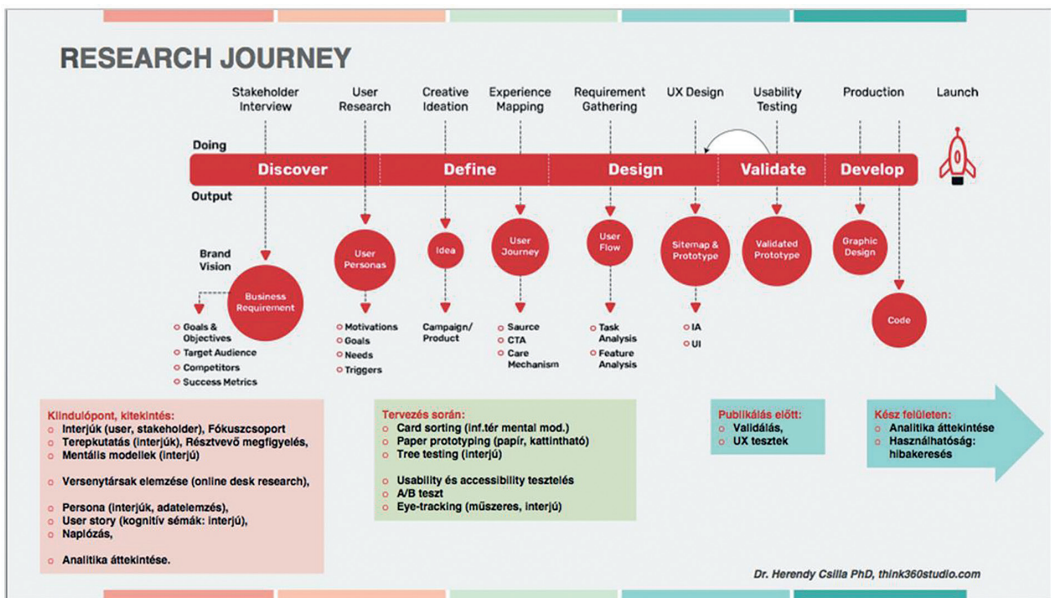 RESEARCH JOURNEY
Stakeholder
Interview
User
Research
Creative
Ideation
Experience
Mapping
Requirement
Gathering
UX Design
Usability
Testing
Production
Launch
Doing
Discover
Define
Design
Validate
Develop
Output
Brand
Vision
Business
Requirement
User
Personas
Idea
User
Journey
User
Flow
Sitemap &
Prototype
Validated
Prototype
Graphic
Design
Code
Goals &
Objectives
Target Audience
Competitors
Success Metrics
Motivations
Goals
Needs
Triggers
Campaign/
Product
Saurce
CTA
Care
Mechanism
Task
Analysis
Feature
Analysis
IA
UI
Kiindulópont, kitekintés:
Interjúk (user, stakeholder), Fókuszcsoport
Terepkutatás (interjúk), Résztvevő megfigyelés,
Mentális modellek (interjú)
Versenytársak elemzése (online desk research),
Persona (interjúk, adatelemzés),
User story (kognitív sémák: interjú),
Naplózás,
Analitika áttekintése.
Tervezés során:
Card sorting (inf.tér mental mod.)
Paper prototyping (papír, kattintható)
Tree testing (interjú)
Usability és accessibility tesztelés
A/B teszt
Eye-tracking (műszeres, interjú)
Publikálás előtt:
Validálás,
UX tesztek
Kész felületen:
Analitika áttekintése
Használhatóság:
hibakeresés
Dr. Herendy Csilla PhD, think360studio.com